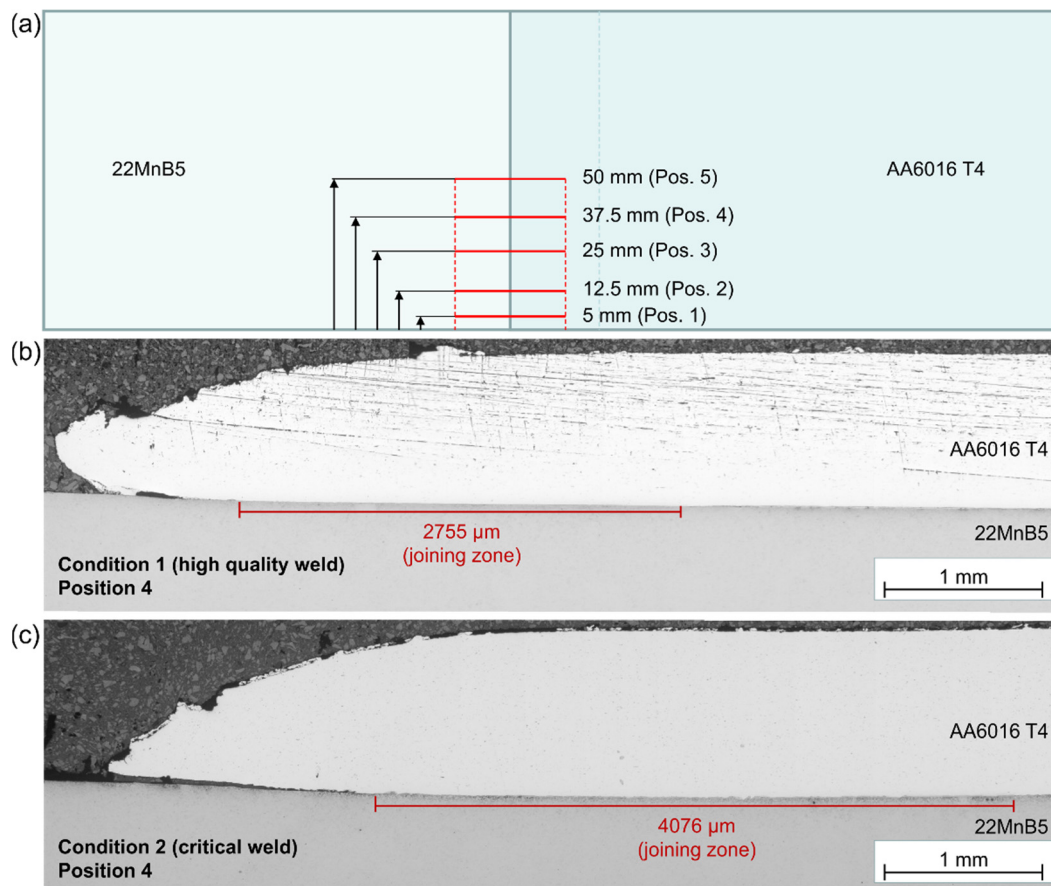 (a)
22MnB5
AA6016 T4
50 mm (Pos. 5)
37.5 mm (Pos. 4)
25 mm (Pos. 3)
12.5 mm (Pos. 2)
5 mm (Pos. 1)
(b)
AA6016 T4
2755 µm
(joining zone)
22MnB5
Condition 1 (high quality weld)
Position 4
1 mm
(c)
AA6016 T4
4076 µm
(joining zone)
22MnB5
Condition 2 (critical weld)
Position 4
1 mm